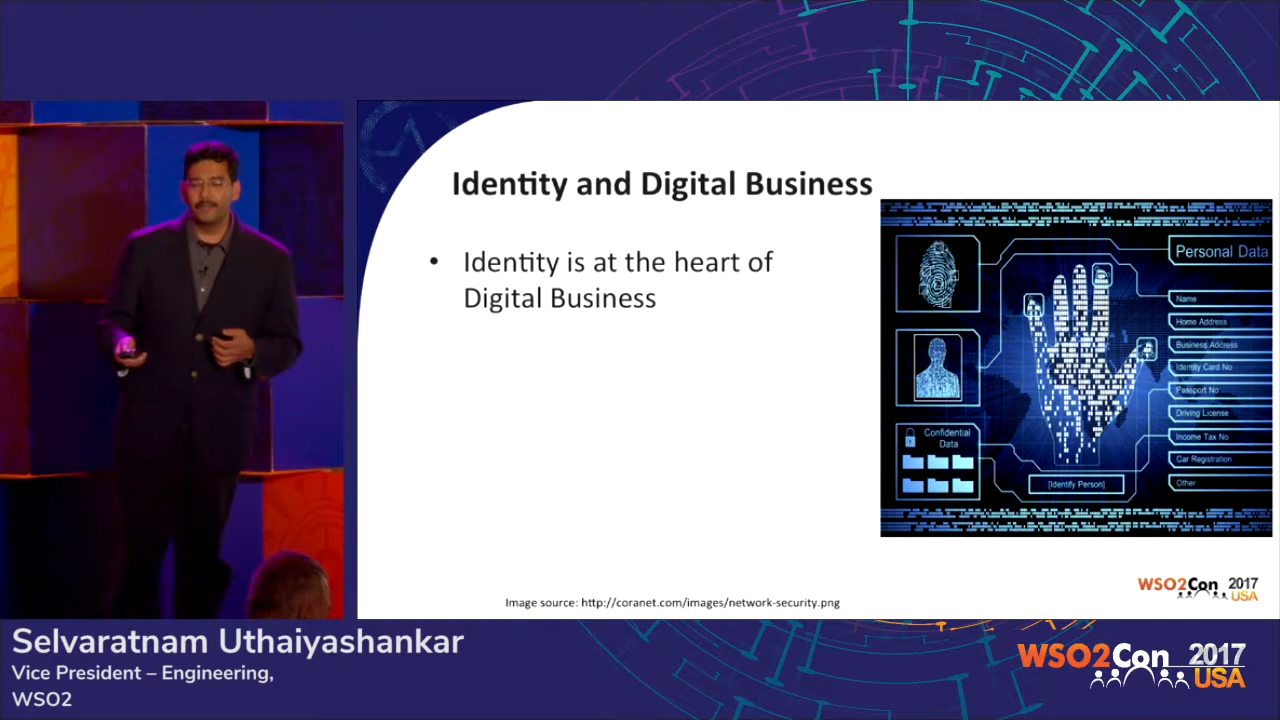 Identity and Digital Business
• Identity is at the heart of
Digital Business
Personal Data
Name
Home Address
Business Address
Identity Card No
Passport No
Driving License
Income Tax No
Car Registration
Other
Confidential
Data
[Identify Person]
WSO2Con 2017
USA
Image source: http://coranet.com/images/network-security.png
Selvaratnam Uthaiyashankar
Vice President – Engineering,
WSO2
WSO2Con 2017
USA